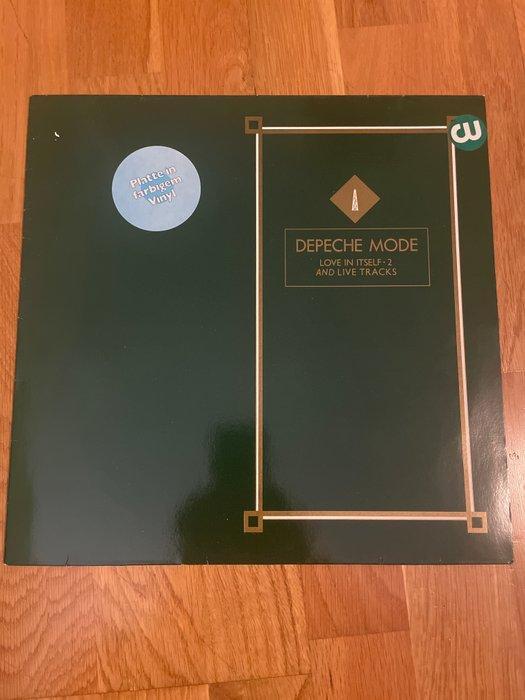 Platte in
farbigem
Vinyl
DEPECHE MODE
LOVE IN ITSELF · 2
AND LIVE TRACKS